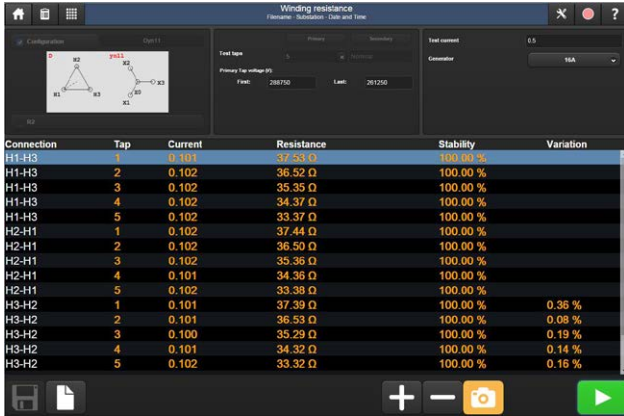 Winding resistance
Filename - Substation - Date and Time
?
Configuration Dyn11
D
H2
H1 H3
yn11
X2
X3
X0
X1
H2
Primary Secondary
Test taps 5 Nominal
Primary Tap voltage (V):
First: 288750 Last: 261250
Test current 0.5
Generator 16A
Connection Tap Current Resistance Stability Variation
H1-H3 1 0.101 37.53 Ω 100.00 %
H1-H3 2 0.102 36.52 Ω 100.00 %
H1-H3 3 0.102 35.35 Ω 100.00 %
H1-H3 4 0.102 34.37 Ω 100.00 %
H1-H3 5 0.102 33.37 Ω 100.00 %
H2-H1 1 0.102 37.44 Ω 100.00 %
H2-H1 2 0.102 36.50 Ω 100.00 %
H2-H1 3 0.102 35.36 Ω 100.00 %
H2-H1 4 0.101 34.36 Ω 100.00 %
H2-H1 5 0.102 33.38 Ω 100.00 %
H3-H2 1 0.101 37.39 Ω 100.00 % 0.36 %
H3-H2 2 0.101 36.53 Ω 100.00 % 0.08 %
H3-H2 3 0.100 35.29 Ω 100.00 % 0.19 %
H3-H2 4 0.101 34.32 Ω 100.00 % 0.14 %
H3-H2 5 0.102 33.32 Ω 100.00 % 0.16 %